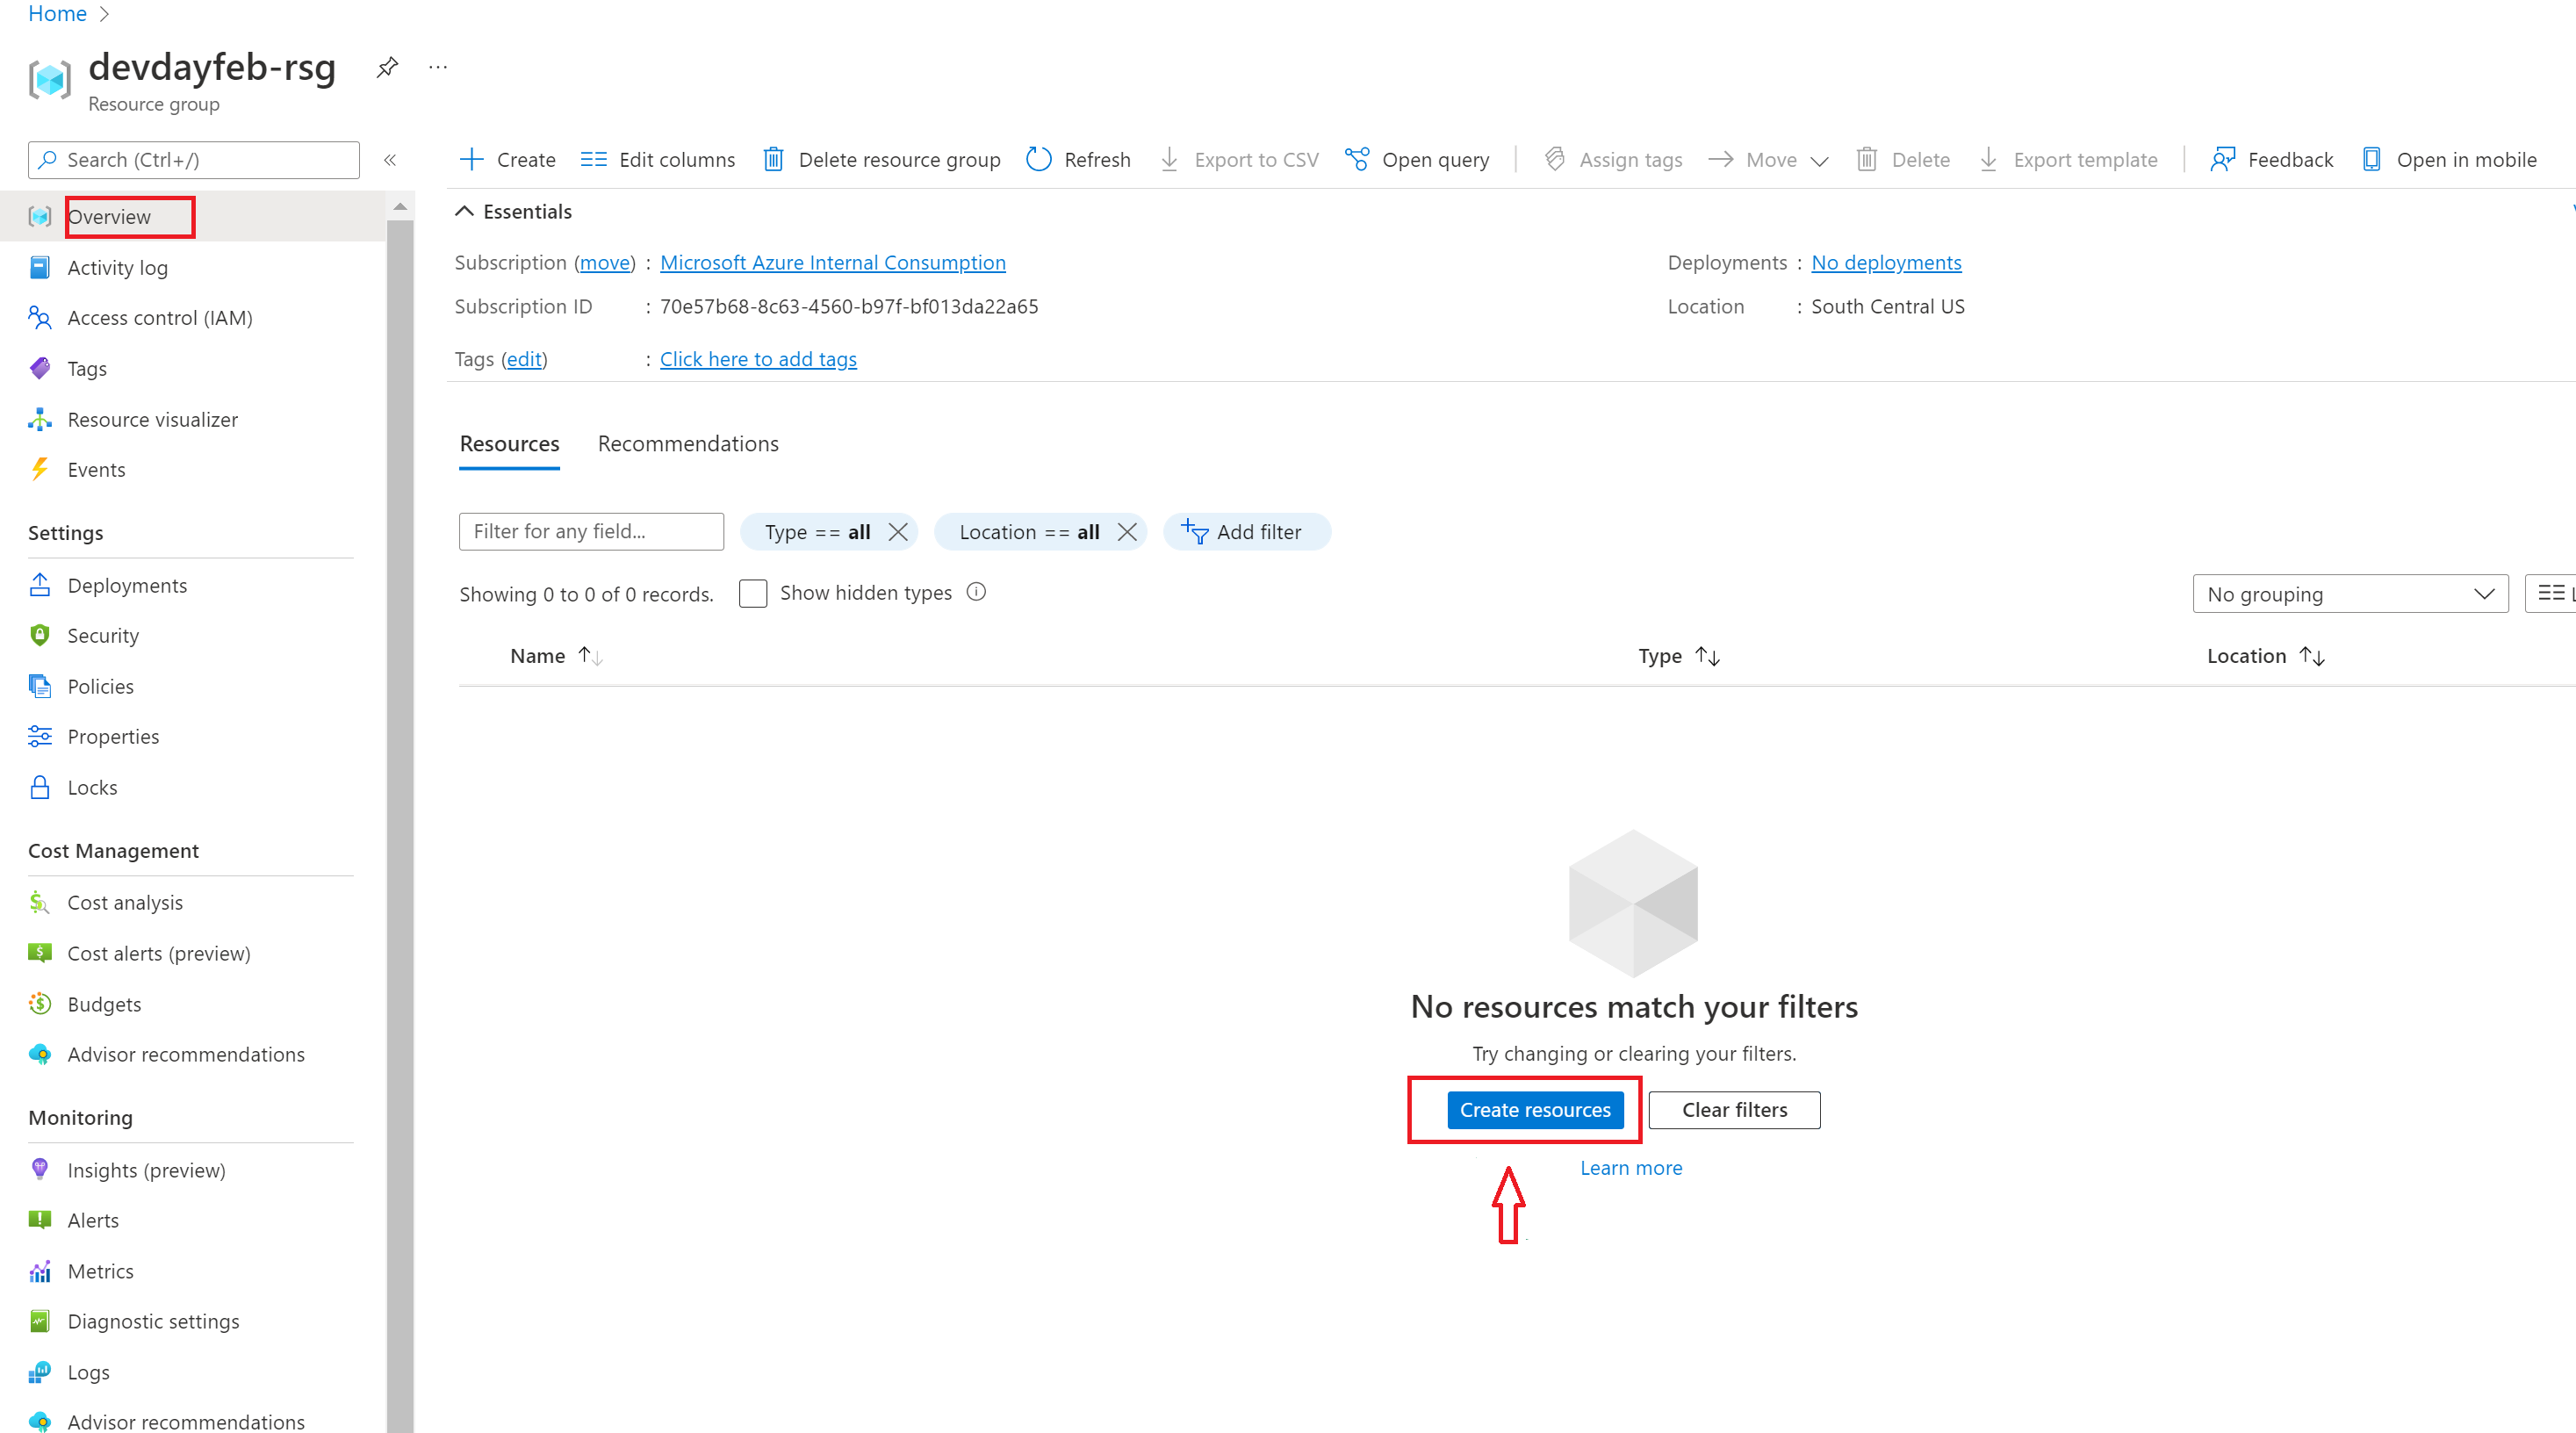 Home
devdayfeb-rsg
...
Resource group
Search (Ctrl+/)
«
Create
Edit columns
Delete resource group
Refresh
Export to CSV
Open query
Assign tags
Move
Delete
Export template
Feedback
Open in mobile
Overview
Activity log
Access control (IAM)
Tags
Resource visualizer
Events
Settings
Deployments
Security
Policies
Properties
Locks
Cost Management
Cost analysis
Cost alerts (preview)
Budgets
Advisor recommendations
Monitoring
Insights (preview)
Alerts
Metrics
Diagnostic settings
Logs
Advisor recommendations
Essentials
Subscription (move) : Microsoft Azure Internal Consumption
Subscription ID : 70e57b68-8c63-4560-b97f-bf013da22a65
Tags (edit) : Click here to add tags
Deployments : No deployments
Location : South Central US
Resources
Recommendations
Filter for any field...
Type == all
Location == all
Add filter
Showing 0 to 0 of 0 records.
Show hidden types
No grouping
Name
Type
Location
No resources match your filters
Try changing or clearing your filters.
Create resources
Clear filters
Learn more